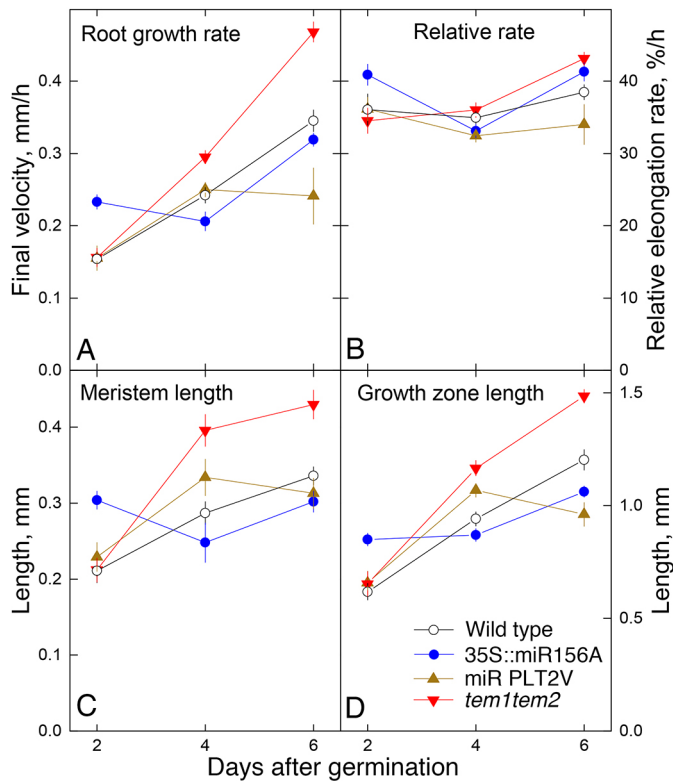 Root growth rate
Relative rate
Final velocity, mm/h
0.4
0.3
0.2
0.1
0.0
A
B
40
30
20
10
0
Relative eleongation rate, %/h
Meristem length
Growth zone length
Length, mm
0.4
0.3
0.2
0.1
0.0
C
D
1.5
1.0
0.5
0.0
Length, mm
Wild type
35S::miR156A
miR PLT2V
tem1tem2
2
4
6
2
4
6
Days after germination